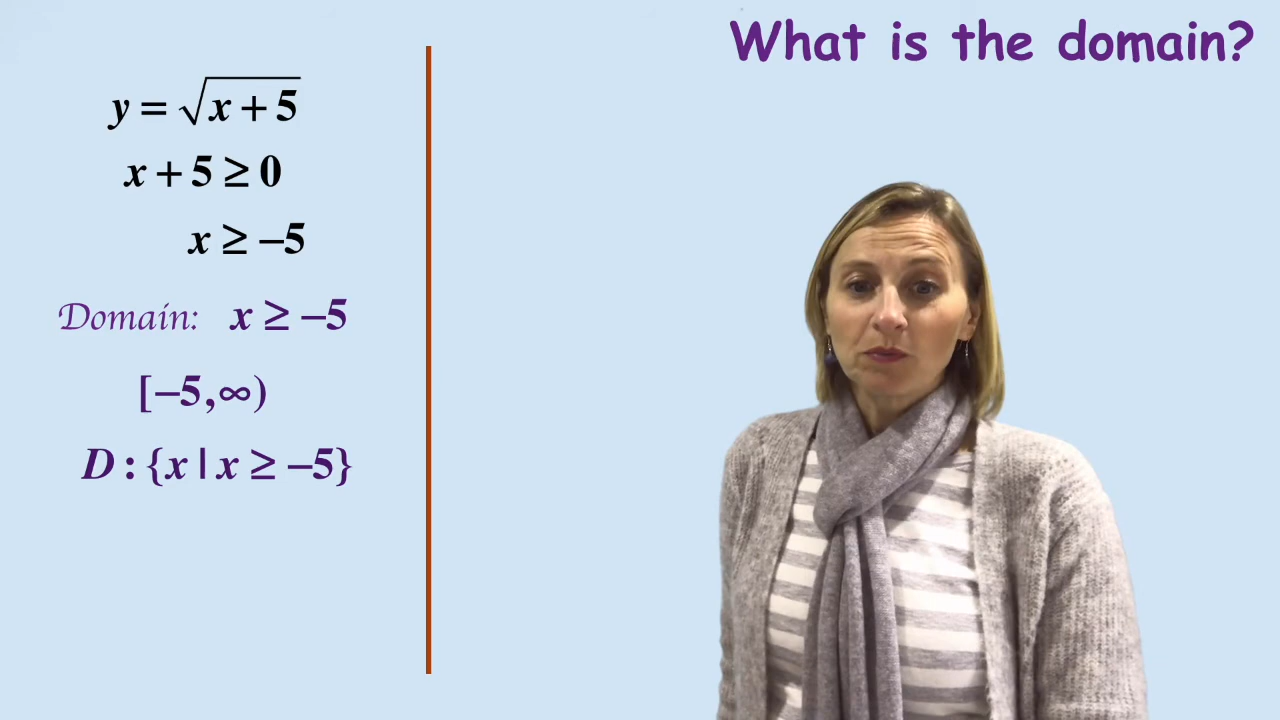 What is the domain?
y = √(x + 5)
x + 5 ≥ 0
x ≥ −5
Domain: x ≥ −5
[−5, ∞)
D : {x | x ≥ −5}